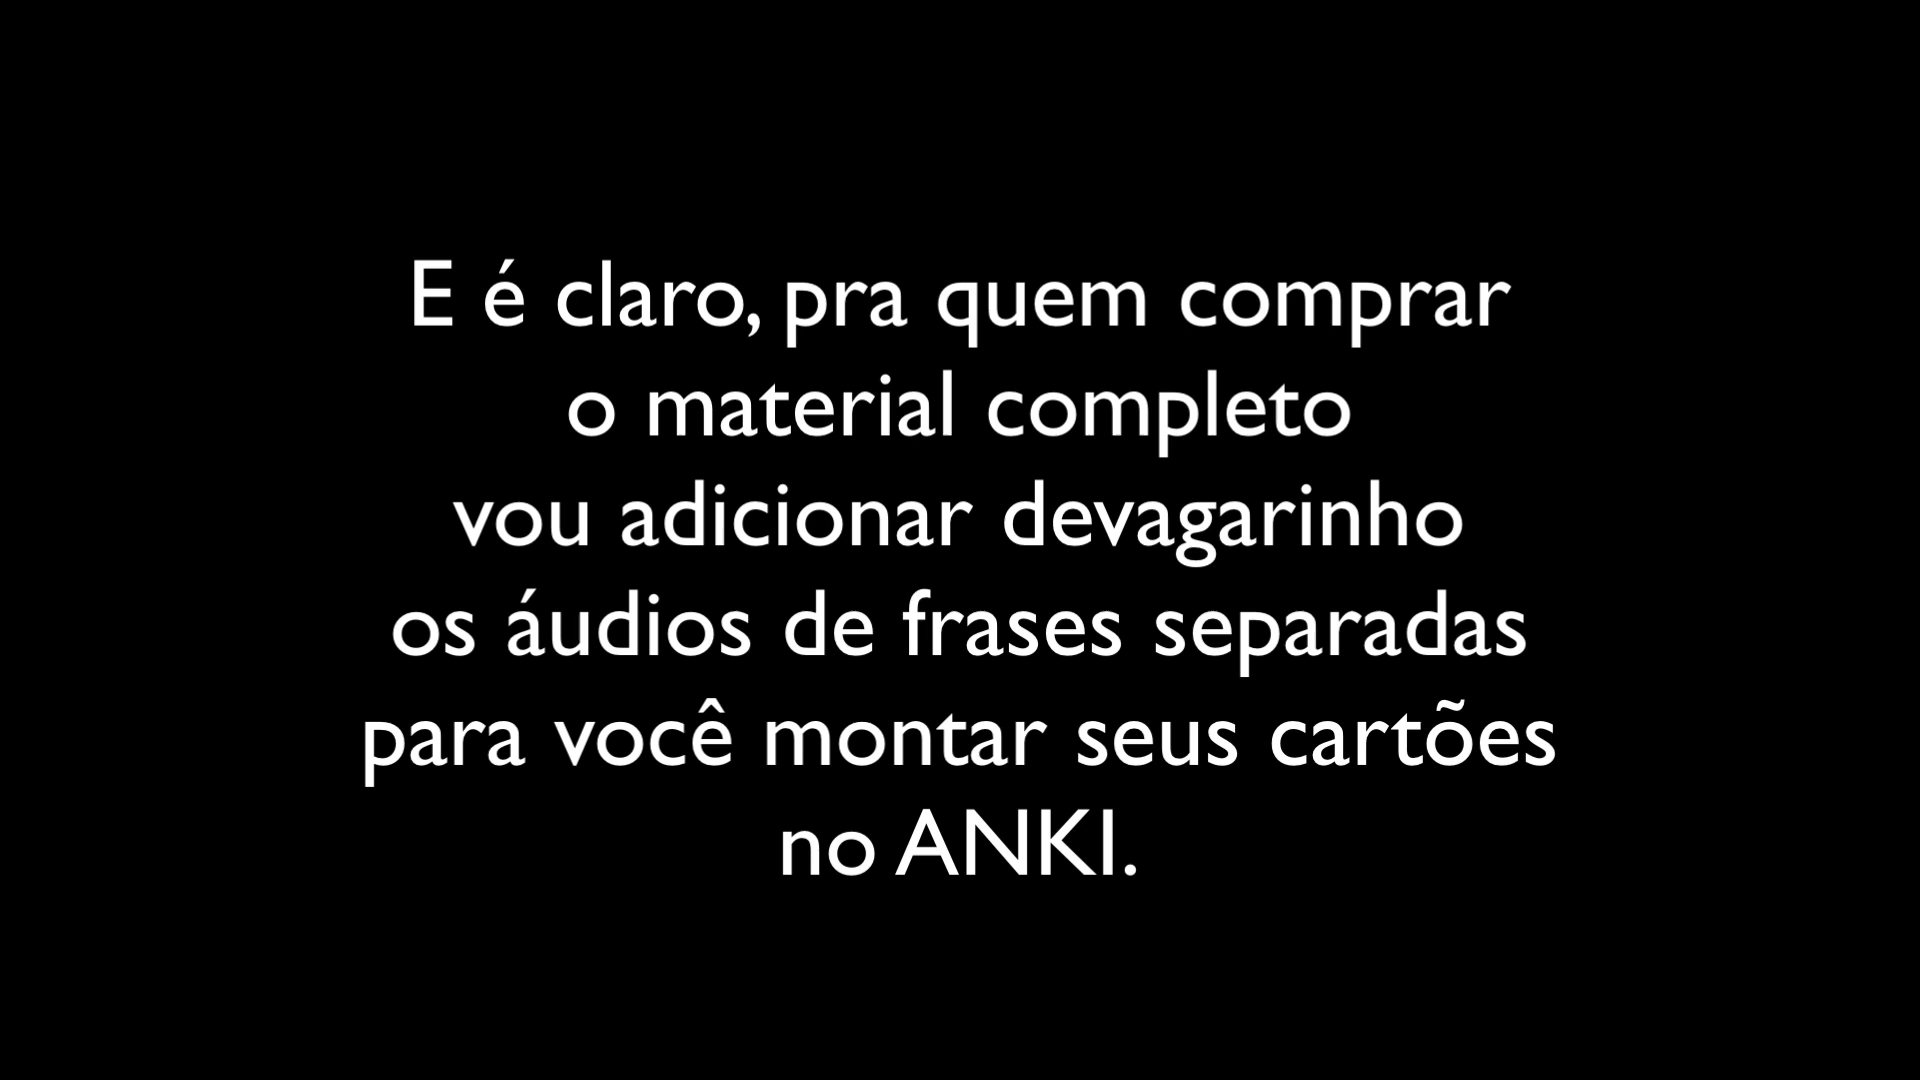 E é claro, pra quem comprar
o material completo
vou adicionar devagarinho
os áudios de frases separadas
para você montar seus cartões
no ANKI.